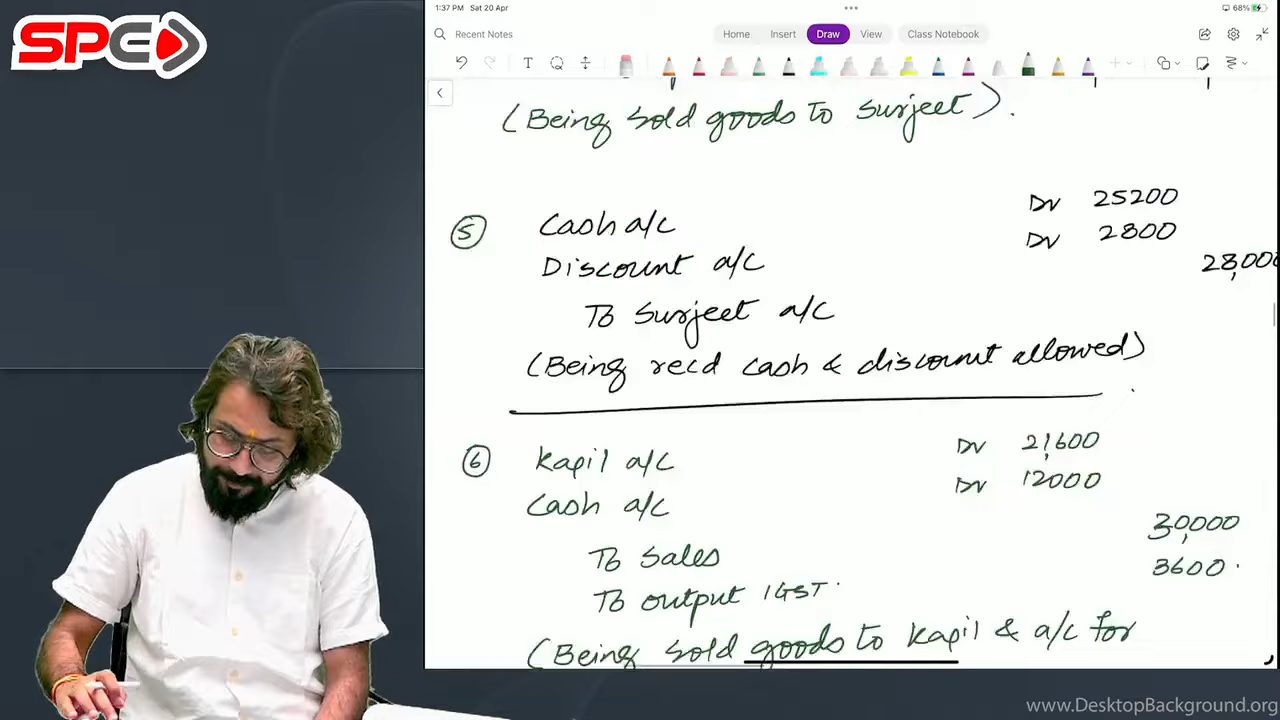 SPED
1:37 PM Sat 20 Apr
68%
Recent Notes
Home Insert Draw View Class Notebook
(Being sold goods to Surjeet).
5 Cash a/c Dr 25200
Discount a/c Dr 2800
To Surjeet a/c 28,000
(Being recd cash & discount allowed)
6 Kapil a/c Dr 21,600
Cash a/c Dr 12000
To Sales 30,000
To output IGST 3600
(Being sold goods to Kapil & a/c for
www.DesktopBackground.org